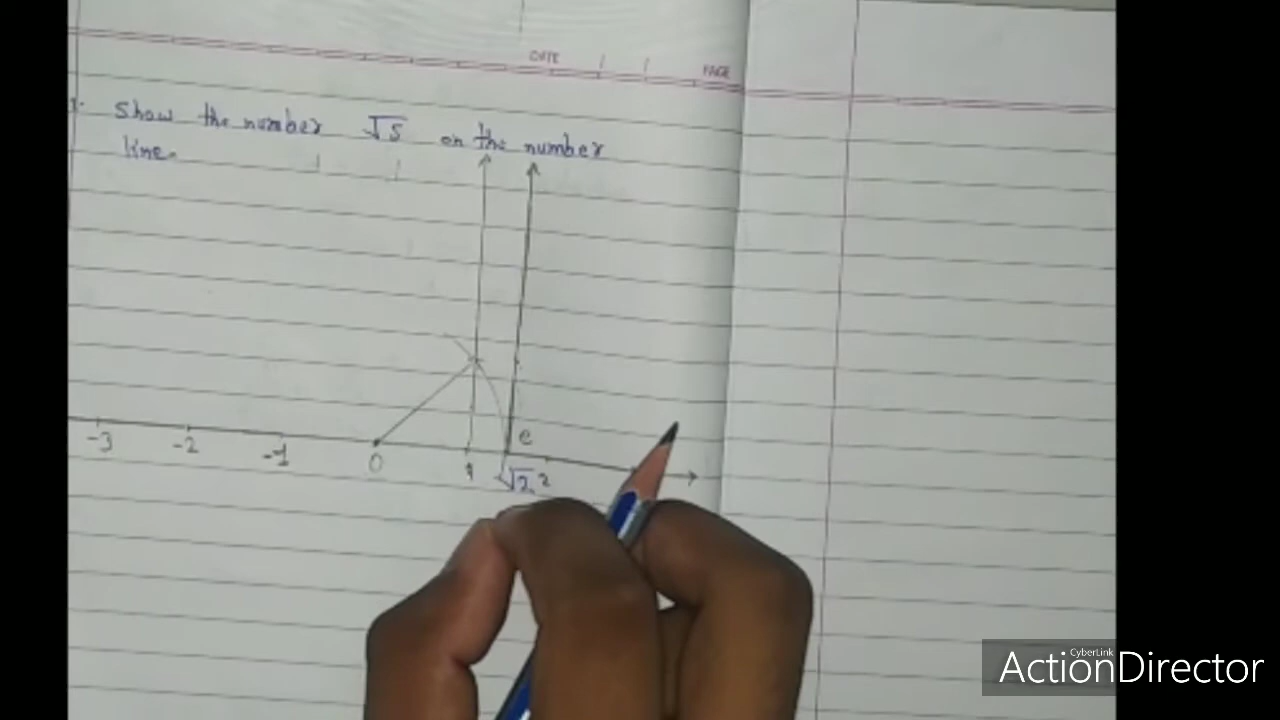 DATE / / PAGE
1. Show the number √5 on the number
line.
e
-3 -2 -1 0 1 √2 2
CyberLink
ActionDirector